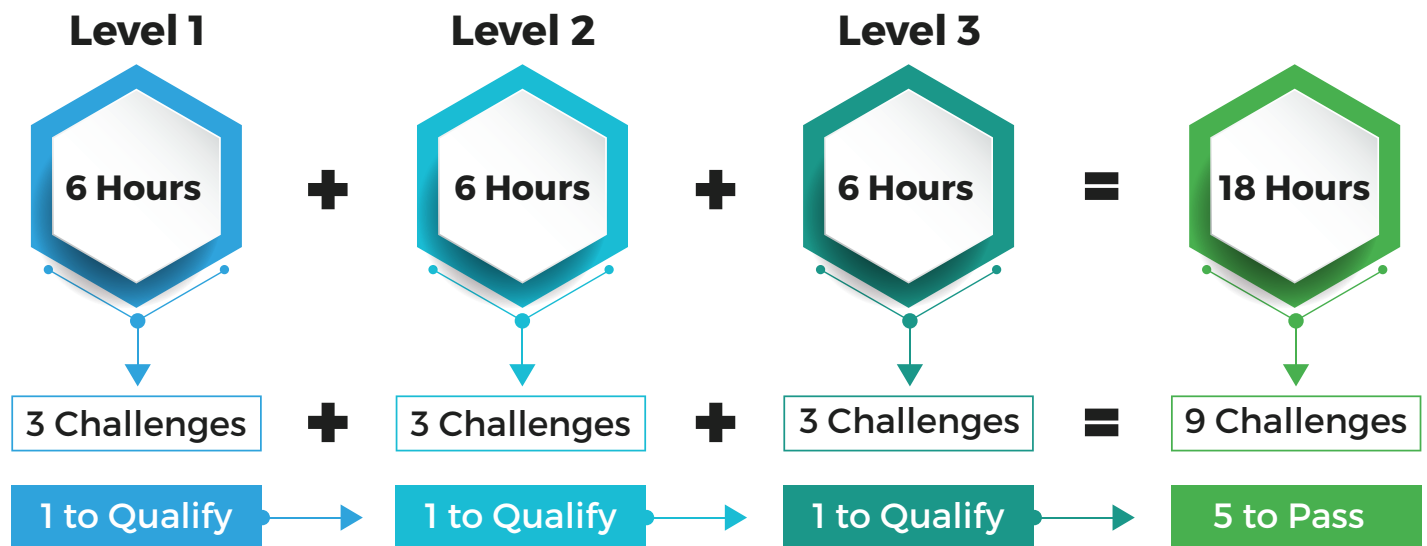 Level 1
Level 2
Level 3
6 Hours
+
6 Hours
+
6 Hours
=
18 Hours
3 Challenges
+
3 Challenges
+
3 Challenges
=
9 Challenges
1 to Qualify
1 to Qualify
1 to Qualify
5 to Pass